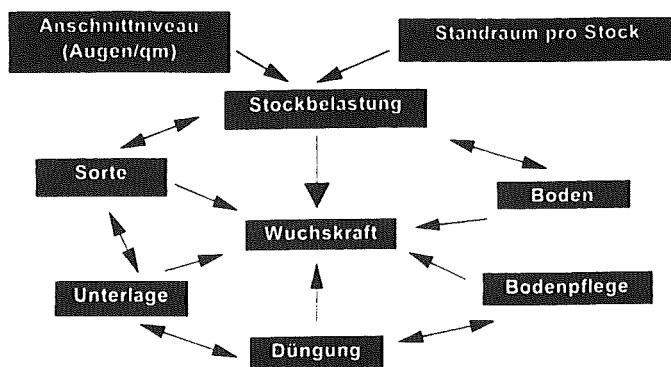 Anschnittniveau
(Augen/qm)
Standraum pro Stock
Stockbelastung
Sorte
Boden
Wuchskraft
Unterlage
Bodenpflege
Düngung